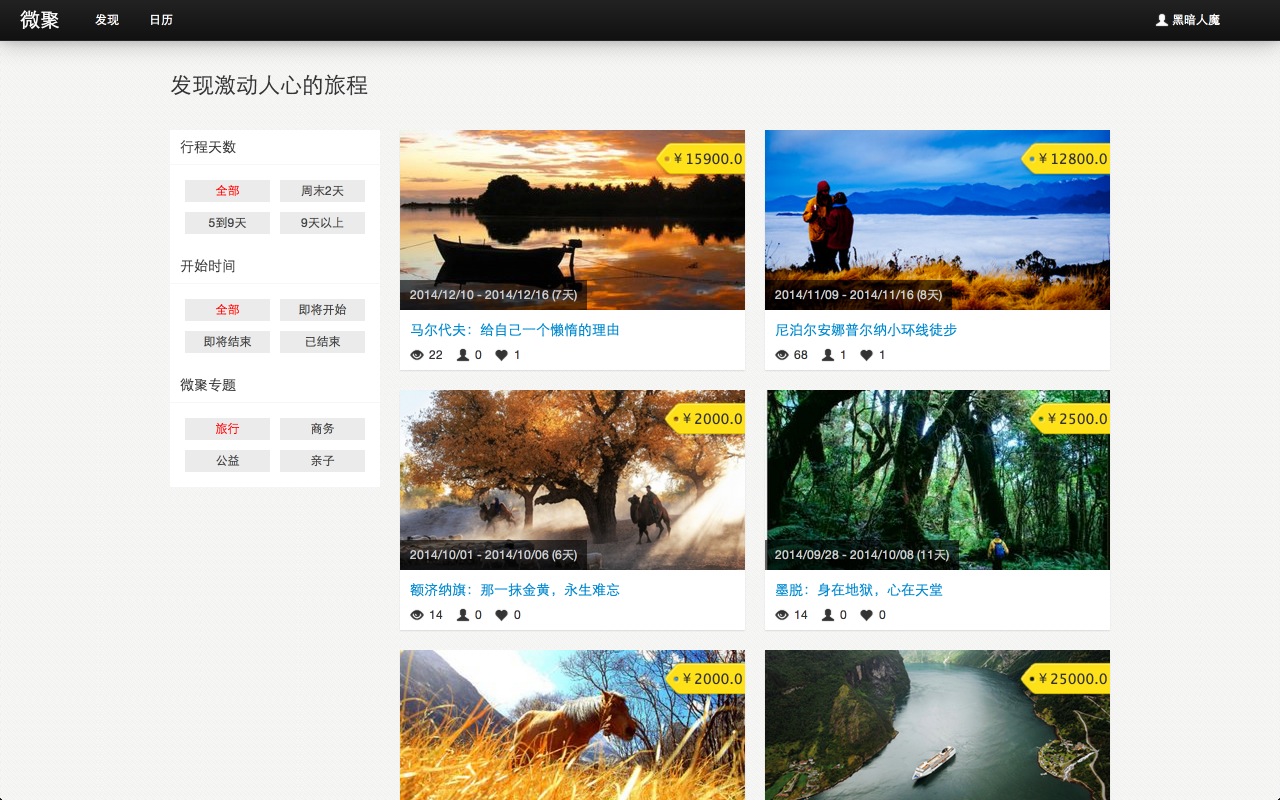 微聚 发现 日历 黑暗人魔
发现激动人心的旅程
行程天数
全部 周末2天
5到9天 9天以上
开始时间
全部 即将开始
即将结束 已结束
微聚专题
旅行 商务
公益 亲子
¥ 15900.0
2014/12/10 - 2014/12/16 (7天)
马尔代夫：给自己一个懒惰的理由
22 0 1
¥ 12800.0
2014/11/09 - 2014/11/16 (8天)
尼泊尔安娜普尔纳小环线徒步
68 1 1
¥ 2000.0
2014/10/01 - 2014/10/06 (6天)
额济纳旗：那一抹金黄，永生难忘
14 0 0
¥ 2500.0
2014/09/28 - 2014/10/08 (11天)
墨脱：身在地狱，心在天堂
14 0 0
¥ 2000.0
¥ 25000.0